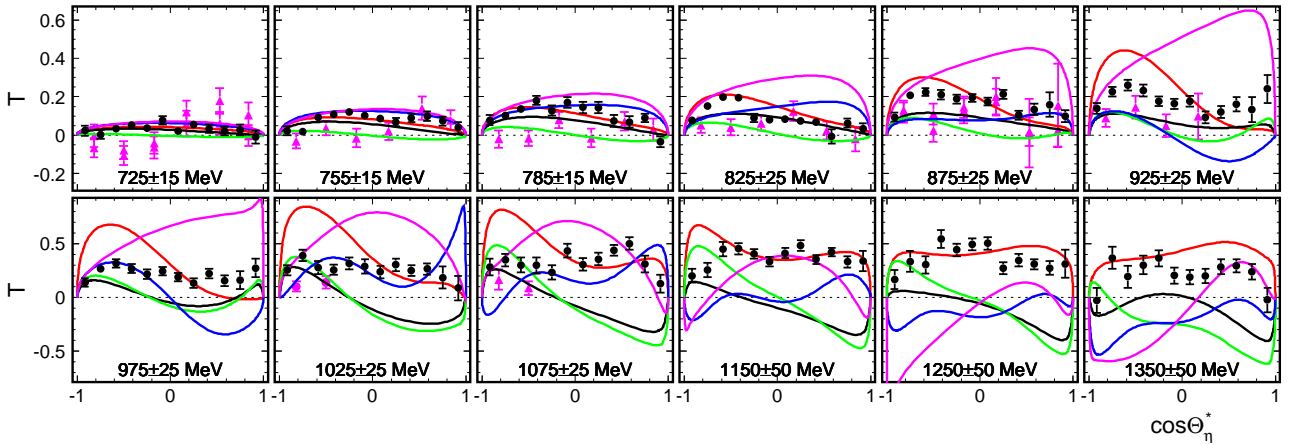 0.6
0.4
T
0.2
0
-0.2
725±15 MeV
755±15 MeV
785±15 MeV
825±25 MeV
875±25 MeV
925±25 MeV
T
0.5
0
-0.5
975±25 MeV
1025±25 MeV
1075±25 MeV
1150±50 MeV
1250±50 MeV
1350±50 MeV
-1 0 1 -1 0 1 -1 0 1 -1 0 1 -1 0 1 -1 0 1
cosΘ*η